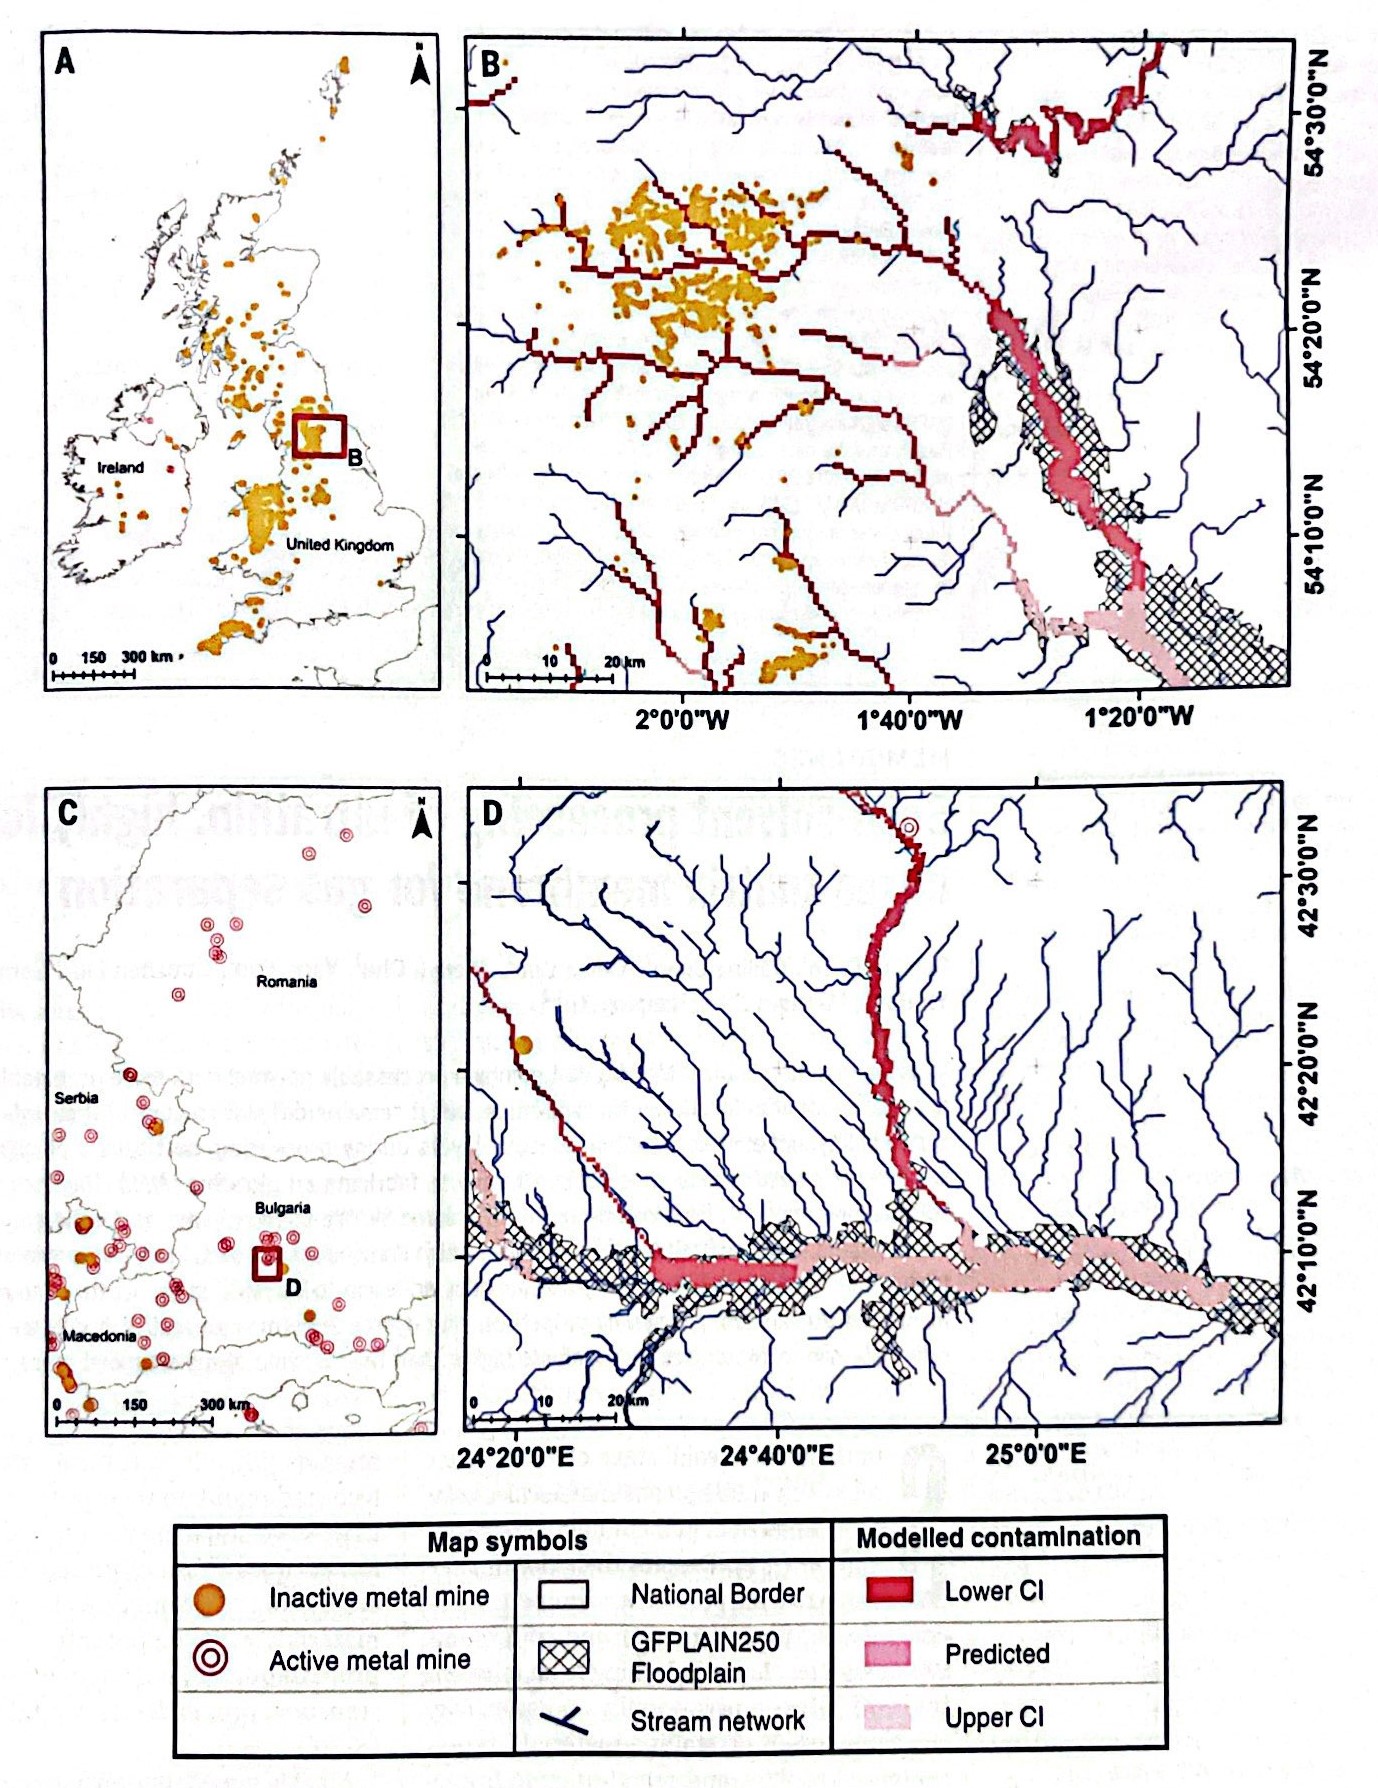 A
N
Ireland
B
United Kingdom
0 150 300 km
B
54°30'0"N
54°20'0"N
54°10'0"N
0 10 20 km
2°0'0"W 1°40'0"W 1°20'0"W
C
N
Romania
Serbia
Bulgaria
D
Macedonia
0 150 300 km
D
42°30'0"N
42°20'0"N
42°10'0"N
0 10 20 km
24°20'0"E 24°40'0"E 25°0'0"E
Map symbols Modelled contamination
Inactive metal mine National Border Lower CI
Active metal mine GFPLAIN250 Floodplain Predicted
Stream network Upper CI